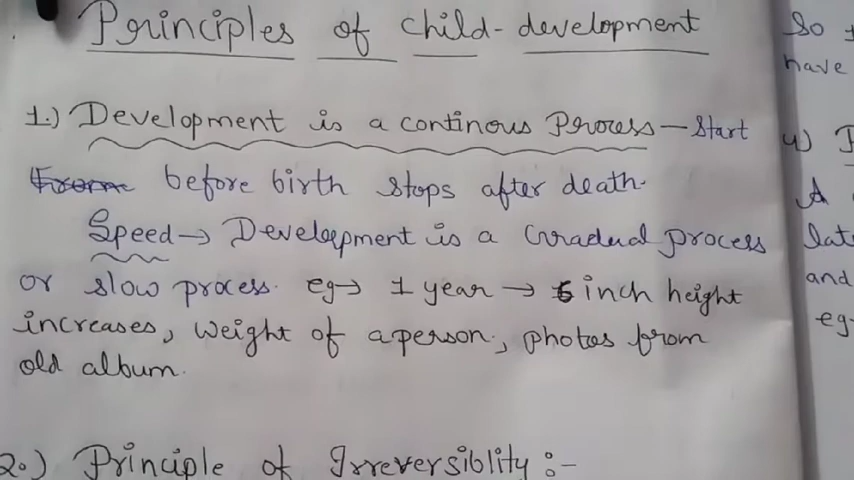 Principles of child-development
1.) Development is a continous Process — Start
From before birth stops after death.
Speed → Development is a Gradual process
or slow process. eg → 1 year → 6 inch height
increases, weight of a person, photos from
old album.
2.) Principle of Irreversiblity :-
So
have
4)
A
late
and
eg-